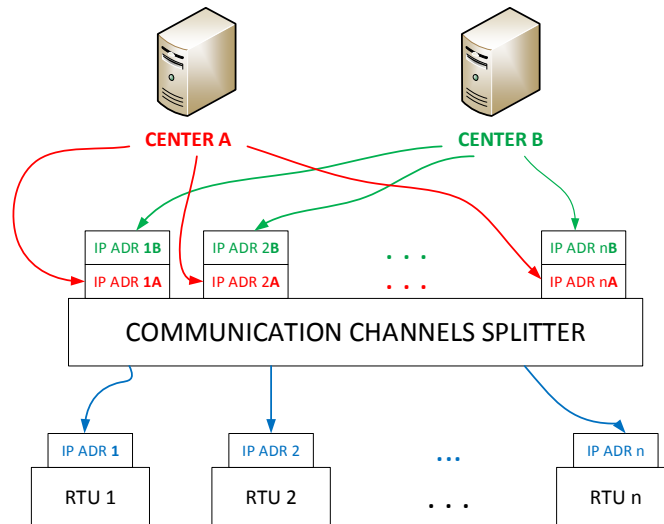 CENTER A CENTER B
IP ADR 1B IP ADR 2B . . . IP ADR nB
IP ADR 1A IP ADR 2A . . . IP ADR nA
COMMUNICATION CHANNELS SPLITTER
IP ADR 1 IP ADR 2 ... IP ADR n
RTU 1 RTU 2 . . . RTU n